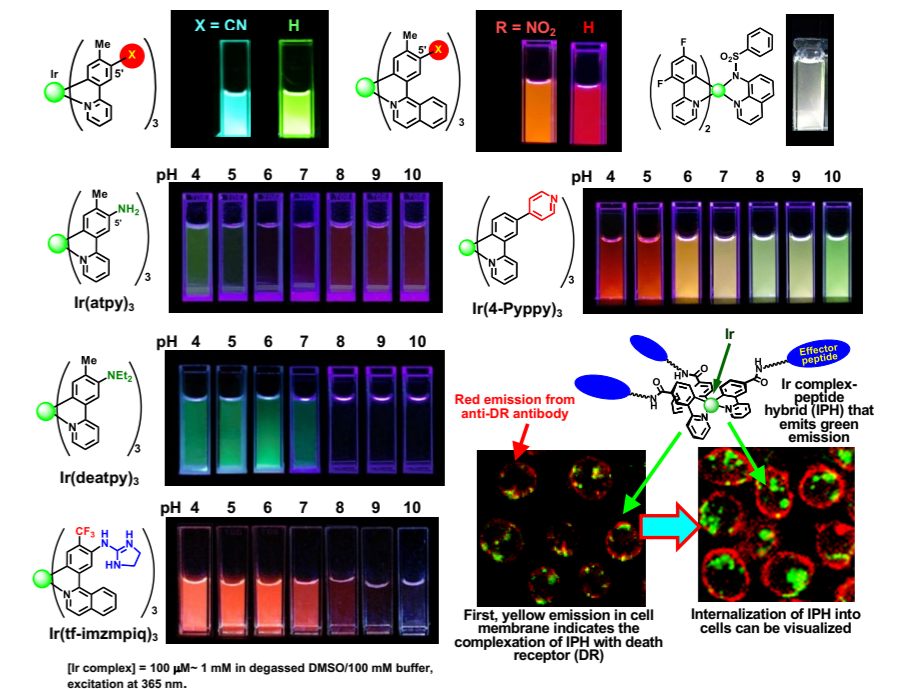 X = CN H
Ir
Me
X
5'
N
3
R = NO2 H
Me
X
5'
N
3
F
F
N
2
O2
S
N
N
pH 4 5 6 7 8 9 10
Me
NH2
5'
N
3
Ir(atpy)3
pH 4 5 6 7 8 9 10
N
N
3
Ir(4-Pyppy)3
pH 4 5 6 7 8 9 10
Me
NEt2
N
3
Ir(deatpy)3
Ir
Effector
peptide
H
N
O
O
N
H
O
HN
N
N
Ir complex-
peptide
hybrid (IPH) that
emits green
emission
Red emission from
anti-DR antibody
First, yellow emission in cell
membrane indicates the
complexation of IPH with death
receptor (DR)
Internalization of IPH into
cells can be visualized
pH 4 5 6 7 8 9 10
CF3
H
N
H
N
N
HN
N
3
Ir(tf-imzmpiq)3
[Ir complex] = 100 μM~ 1 mM in degassed DMSO/100 mM buffer,
excitation at 365 nm.